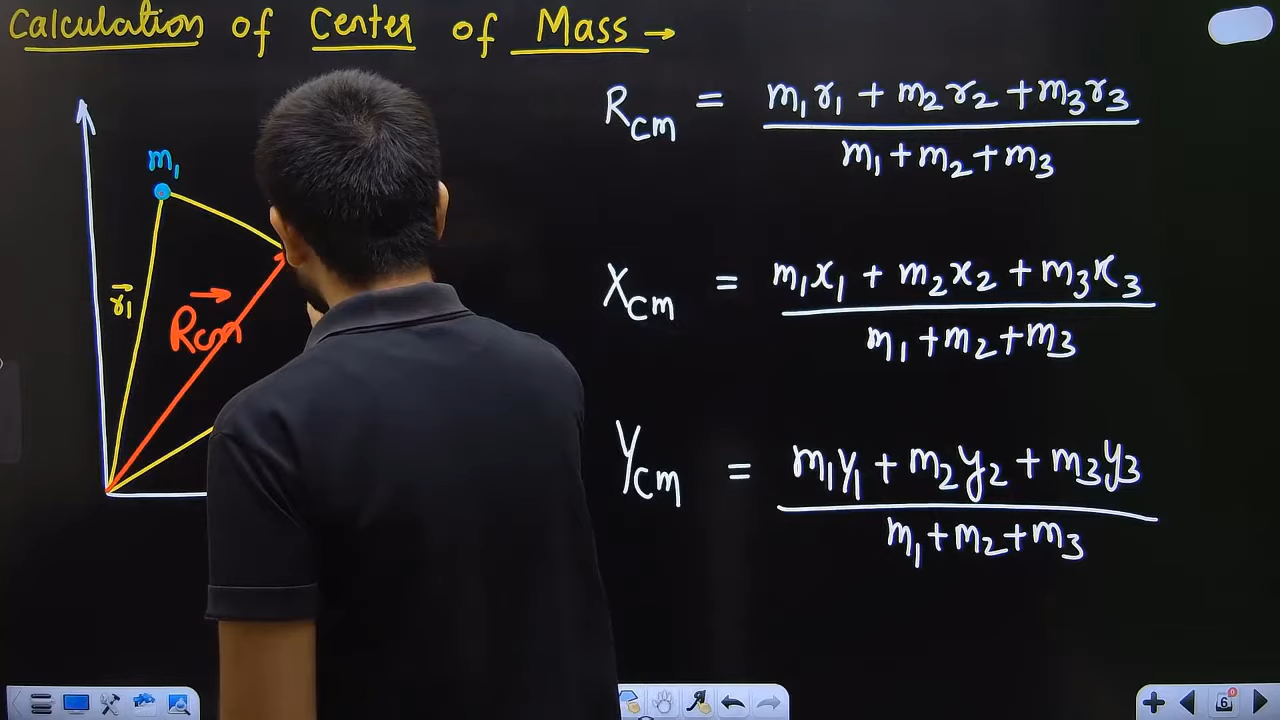 Calculation of Center of Mass →
m₁
r₁
Rcm
Rcm = m₁r₁ + m₂r₂ + m₃r₃
m₁ + m₂ + m₃
Xcm = m₁x₁ + m₂x₂ + m₃x₃
m₁ + m₂ + m₃
Ycm = m₁y₁ + m₂y₂ + m₃y₃
m₁ + m₂ + m₃
6